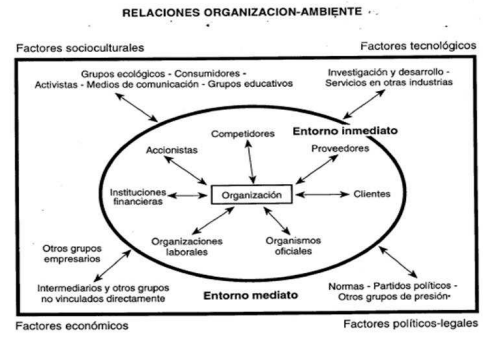 RELACIONES ORGANIZACION-AMBIENTE
Factores socioculturales
Factores tecnológicos
Grupos ecológicos - Consumidores -
Activistas - Medios de comunicación - Grupos educativos
Investigación y desarrollo -
Servicios en otras industrias
Competidores
Entorno inmediato
Accionistas
Proveedores
Instituciones
financieras
Organización
Clientes
Organizaciones
laborales
Organismos
oficiales
Otros grupos
empresarios
Intermediarios y otros grupos
no vinculados directamente
Entorno mediato
Normas - Partidos políticos -
Otros grupos de presión
Factores económicos
Factores políticos-legales